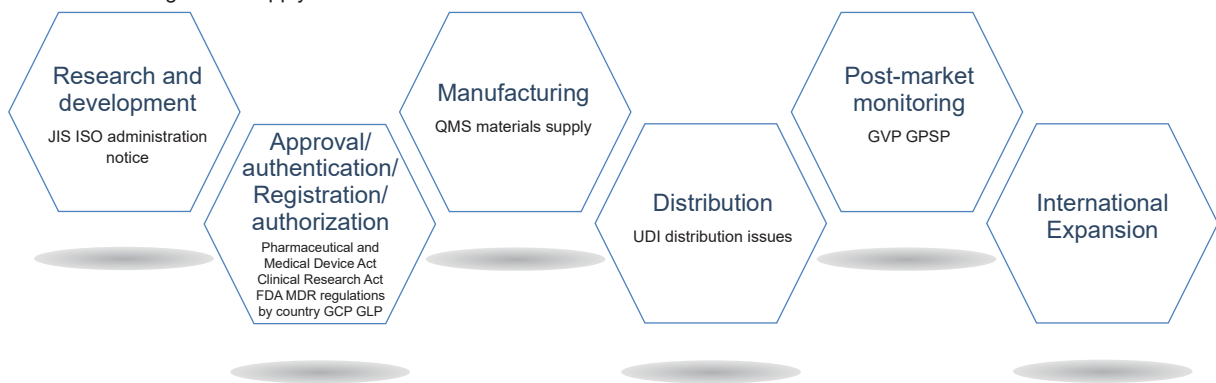 Research and
development
JIS ISO administration
notice
Approval/
authentication/
Registration/
authorization
Pharmaceutical and
Medical Device Act
Clinical Research Act
FDA MDR regulations
by country GCP GLP
Manufacturing
QMS materials supply
Distribution
UDI distribution issues
Post-market
monitoring
GVP GPSP
International
Expansion